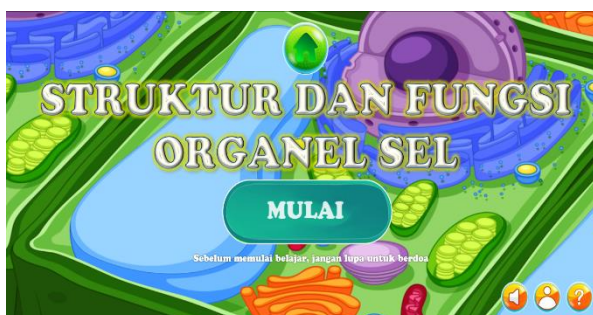 STRUKTUR DAN FUNGSI
ORGANEL SEL
MULAI
Sebelum memulai belajar, jangan lupa untuk berdoa
?